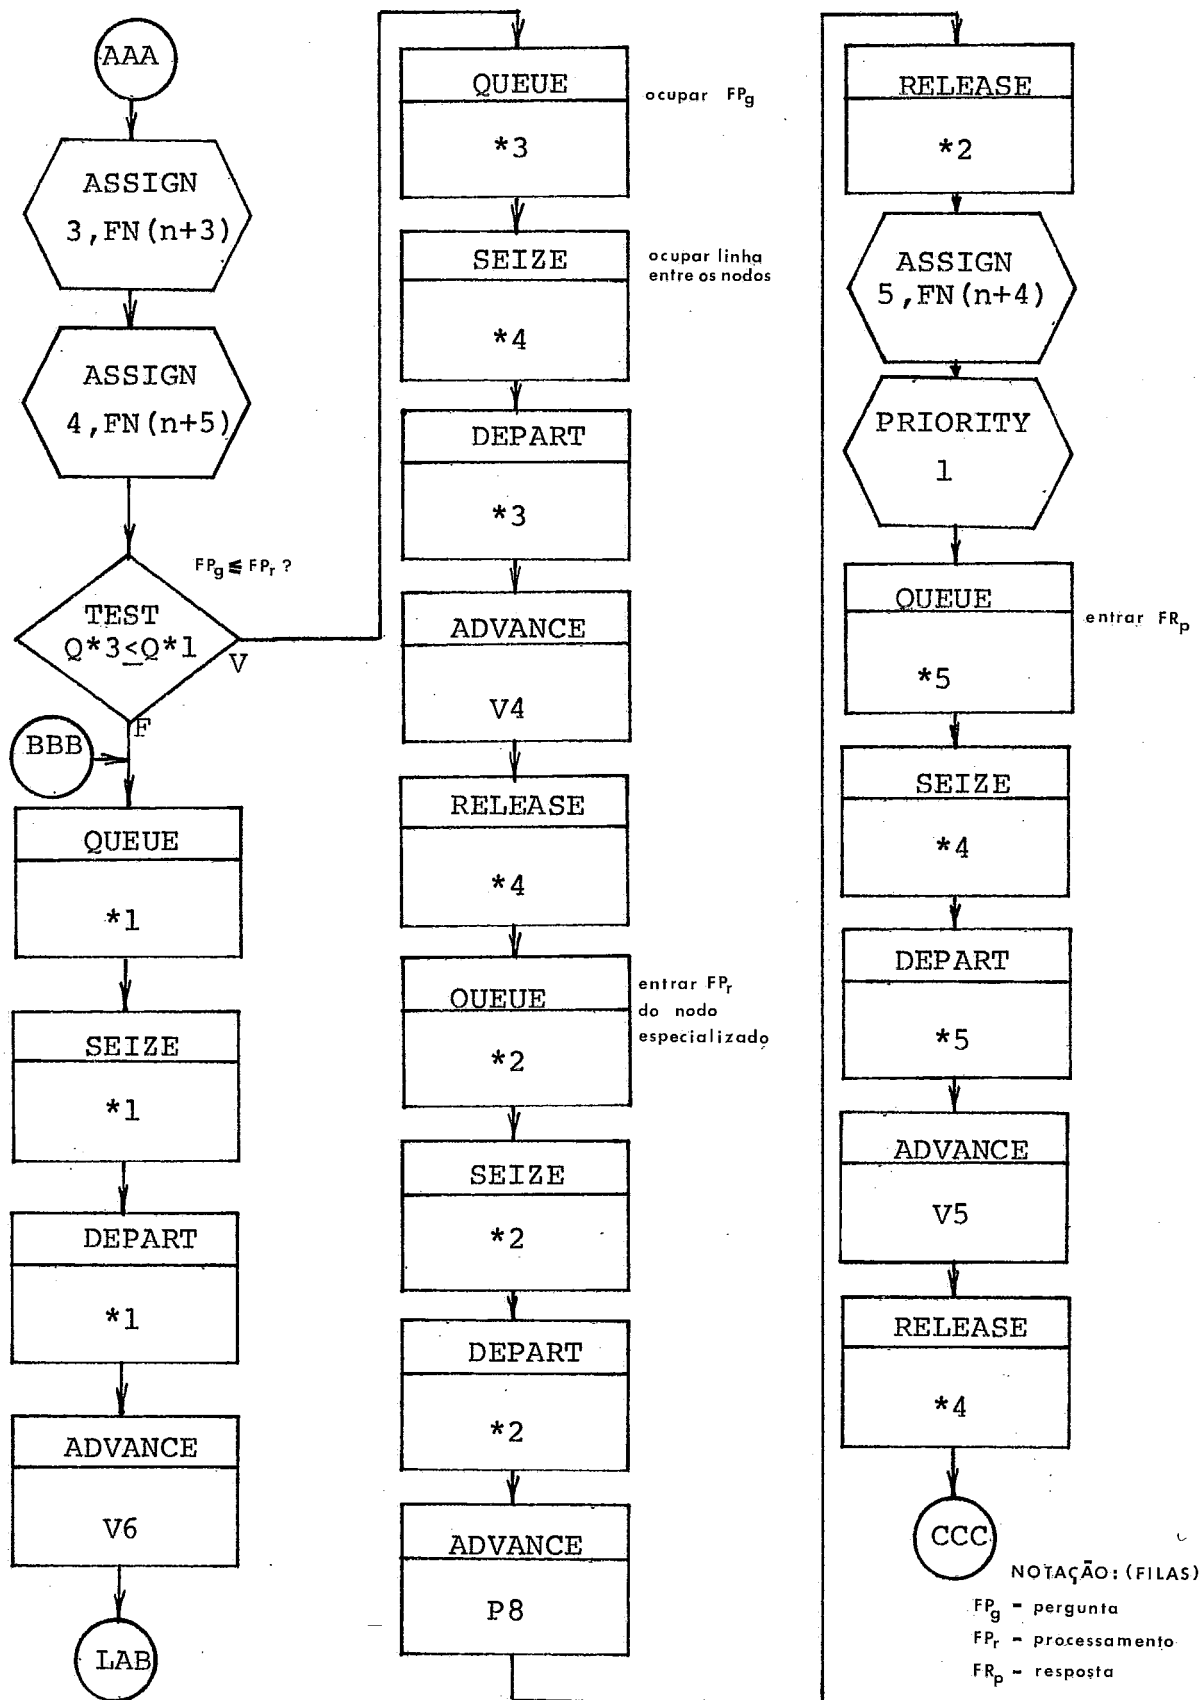 AAA
ASSIGN
3,FN(n+3)
ASSIGN
4,FN(n+5)
FPg ≦ FPr ?
TEST
Q*3≤Q*1
V
F
BBB
QUEUE
*1
SEIZE
*1
DEPART
*1
ADVANCE
V6
LAB
QUEUE
*3
ocupar FPg
SEIZE
*4
ocupar linha
entre os nodos
DEPART
*3
ADVANCE
V4
RELEASE
*4
QUEUE
*2
entrar FPr
do nodo
especializado
SEIZE
*2
DEPART
*2
ADVANCE
P8
RELEASE
*2
ASSIGN
5,FN(n+4)
PRIORITY
1
QUEUE
*5
entrar FRp
SEIZE
*4
DEPART
*5
ADVANCE
V5
RELEASE
*4
CCC
NOTAÇÃO: (FILAS)
FPg - pergunta
FPr - processamento
FRp - resposta